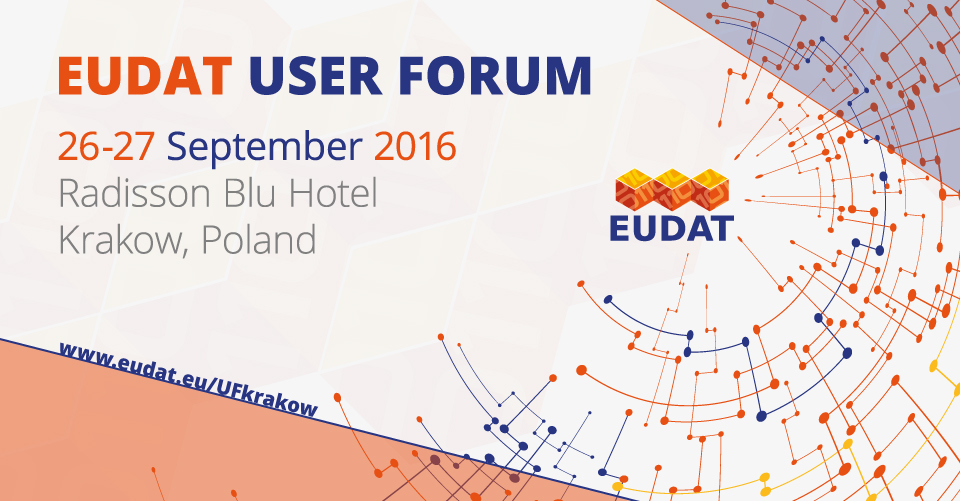 EUDAT USER FORUM
26-27 September 2016
Radisson Blu Hotel
Krakow, Poland
EUDAT
www.eudat.eu/UFkrakow